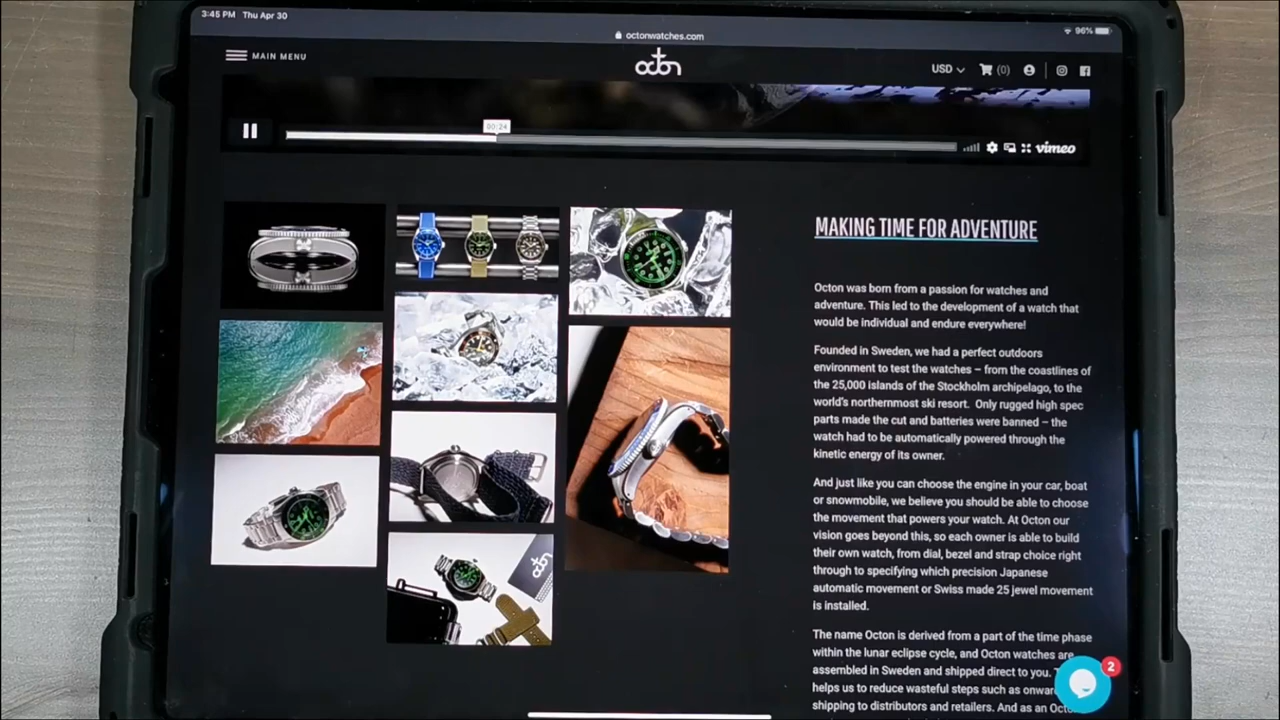 3:45 PM Thu Apr 30
octonwatches.com
96%
MAIN MENU
octon
USD
(0)
00:24
vimeo
MAKING TIME FOR ADVENTURE
Octon was born from a passion for watches and
adventure. This led to the development of a watch that
would be individual and endure everywhere!
Founded in Sweden, we had a perfect outdoors
environment to test the watches – from the coastlines of
the 25,000 islands of the Stockholm archipelago, to the
world's northernmost ski resort. Only rugged high spec
parts made the cut and batteries were banned – the
watch had to be automatically powered through the
kinetic energy of its owner.
And just like you can choose the engine in your car, boat
or snowmobile, we believe you should be able to choose
the movement that powers your watch. At Octon our
vision goes beyond this, so each owner is able to build
their own watch, from dial, bezel and strap choice right
through to specifying which precision Japanese
automatic movement or Swiss made 25 jewel movement
is installed.
The name Octon is derived from a part of the time phase
within the lunar eclipse cycle, and Octon watches are
assembled in Sweden and shipped direct to you.
helps us to reduce wasteful steps such as
shipping to distributors and retailers. And as an
2